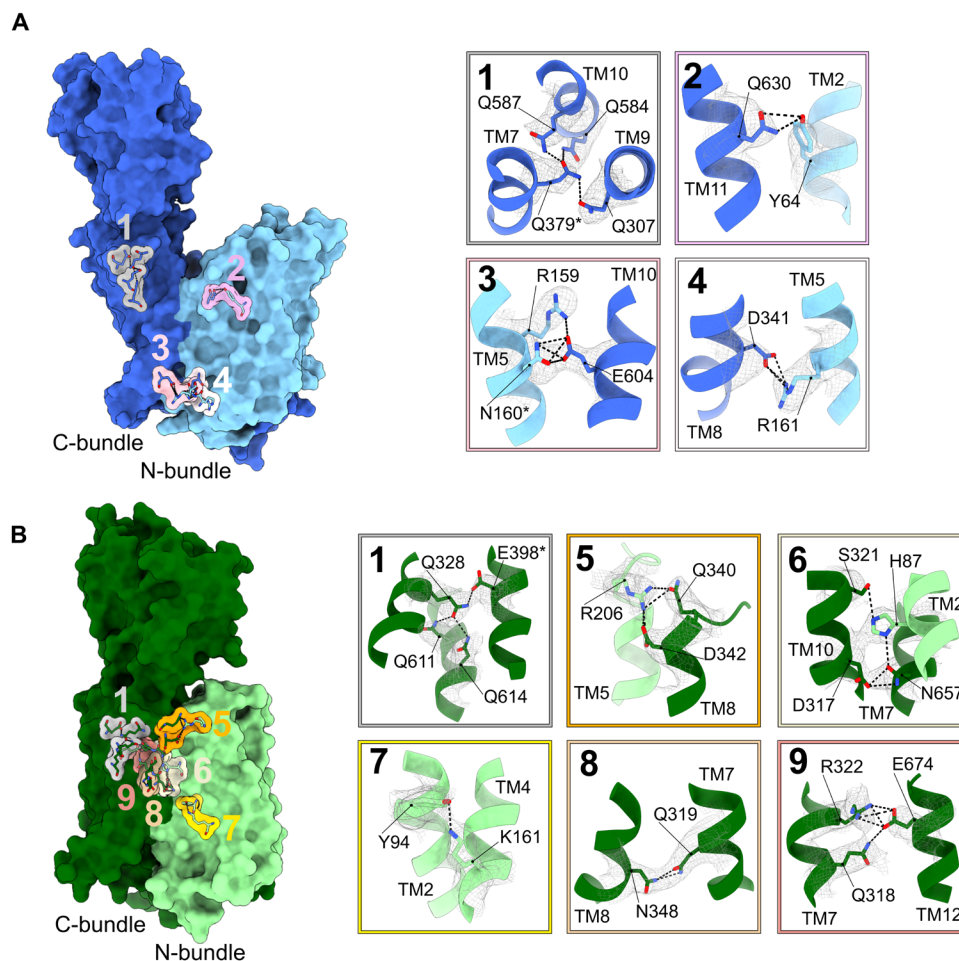 A
1
2
3
4
C-bundle
N-bundle
1
TM10
Q587
Q584
TM7
TM9
Q379*
Q307
2
Q630
TM2
TM11
Y64
3
R159
TM10
TM5
E604
N160*
4
TM5
D341
R161
TM8
B
1
5
6
9
8
7
C-bundle
N-bundle
1
E398*
Q328
Q611
Q614
5
Q340
R206
D342
TM5
TM8
6
S321
H87
TM2
TM10
D317
TM7
N657
7
TM4
Y94
K161
TM2
8
TM7
Q319
TM8
N348
9
R322
E674
Q318
TM7
TM12